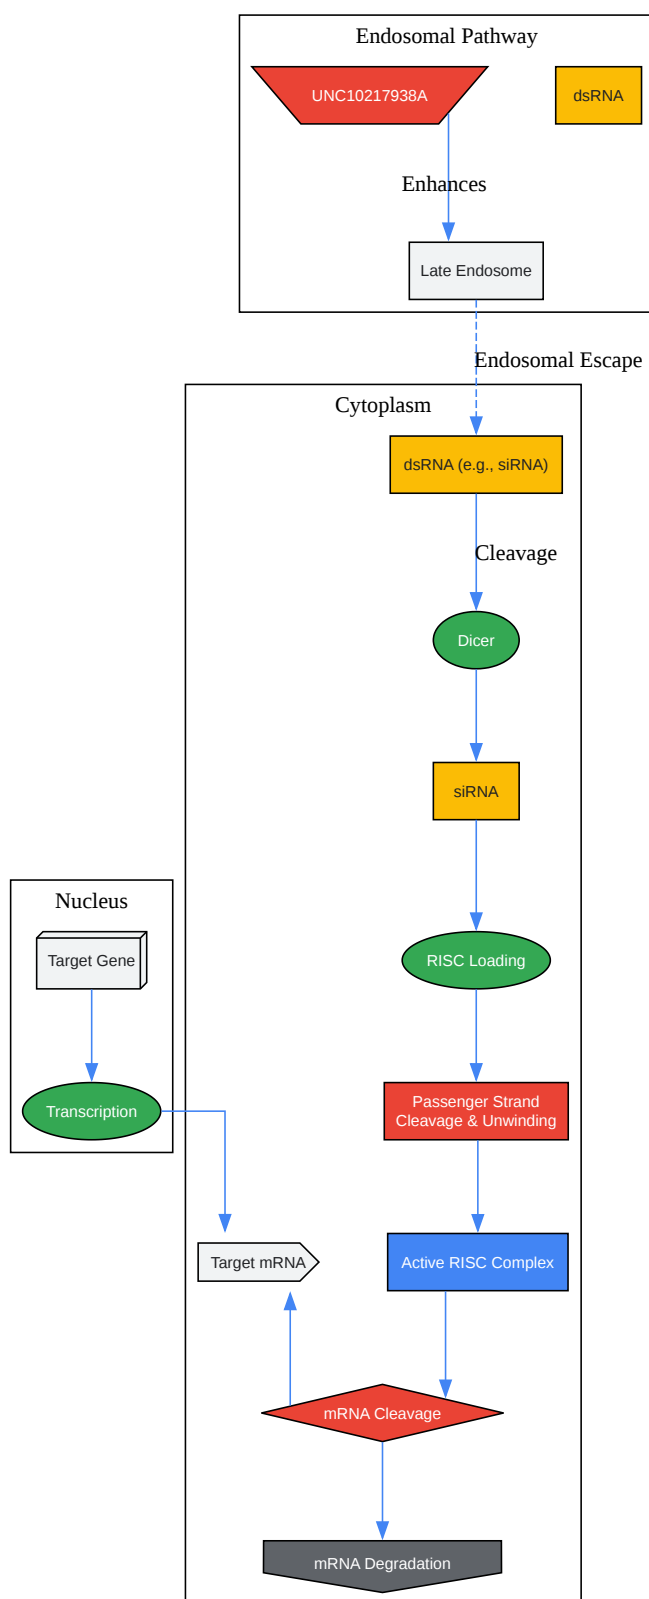 Endosomal Pathway
UNC10217938A
dsRNA
Enhances
Late Endosome
Endosomal Escape
Cytoplasm
dsRNA (e.g., siRNA)
Cleavage
Dicer
siRNA
Nucleus
Target Gene
RISC Loading
Transcription
Passenger Strand
Cleavage & Unwinding
Target mRNA
Active RISC Complex
mRNA Cleavage
mRNA Degradation